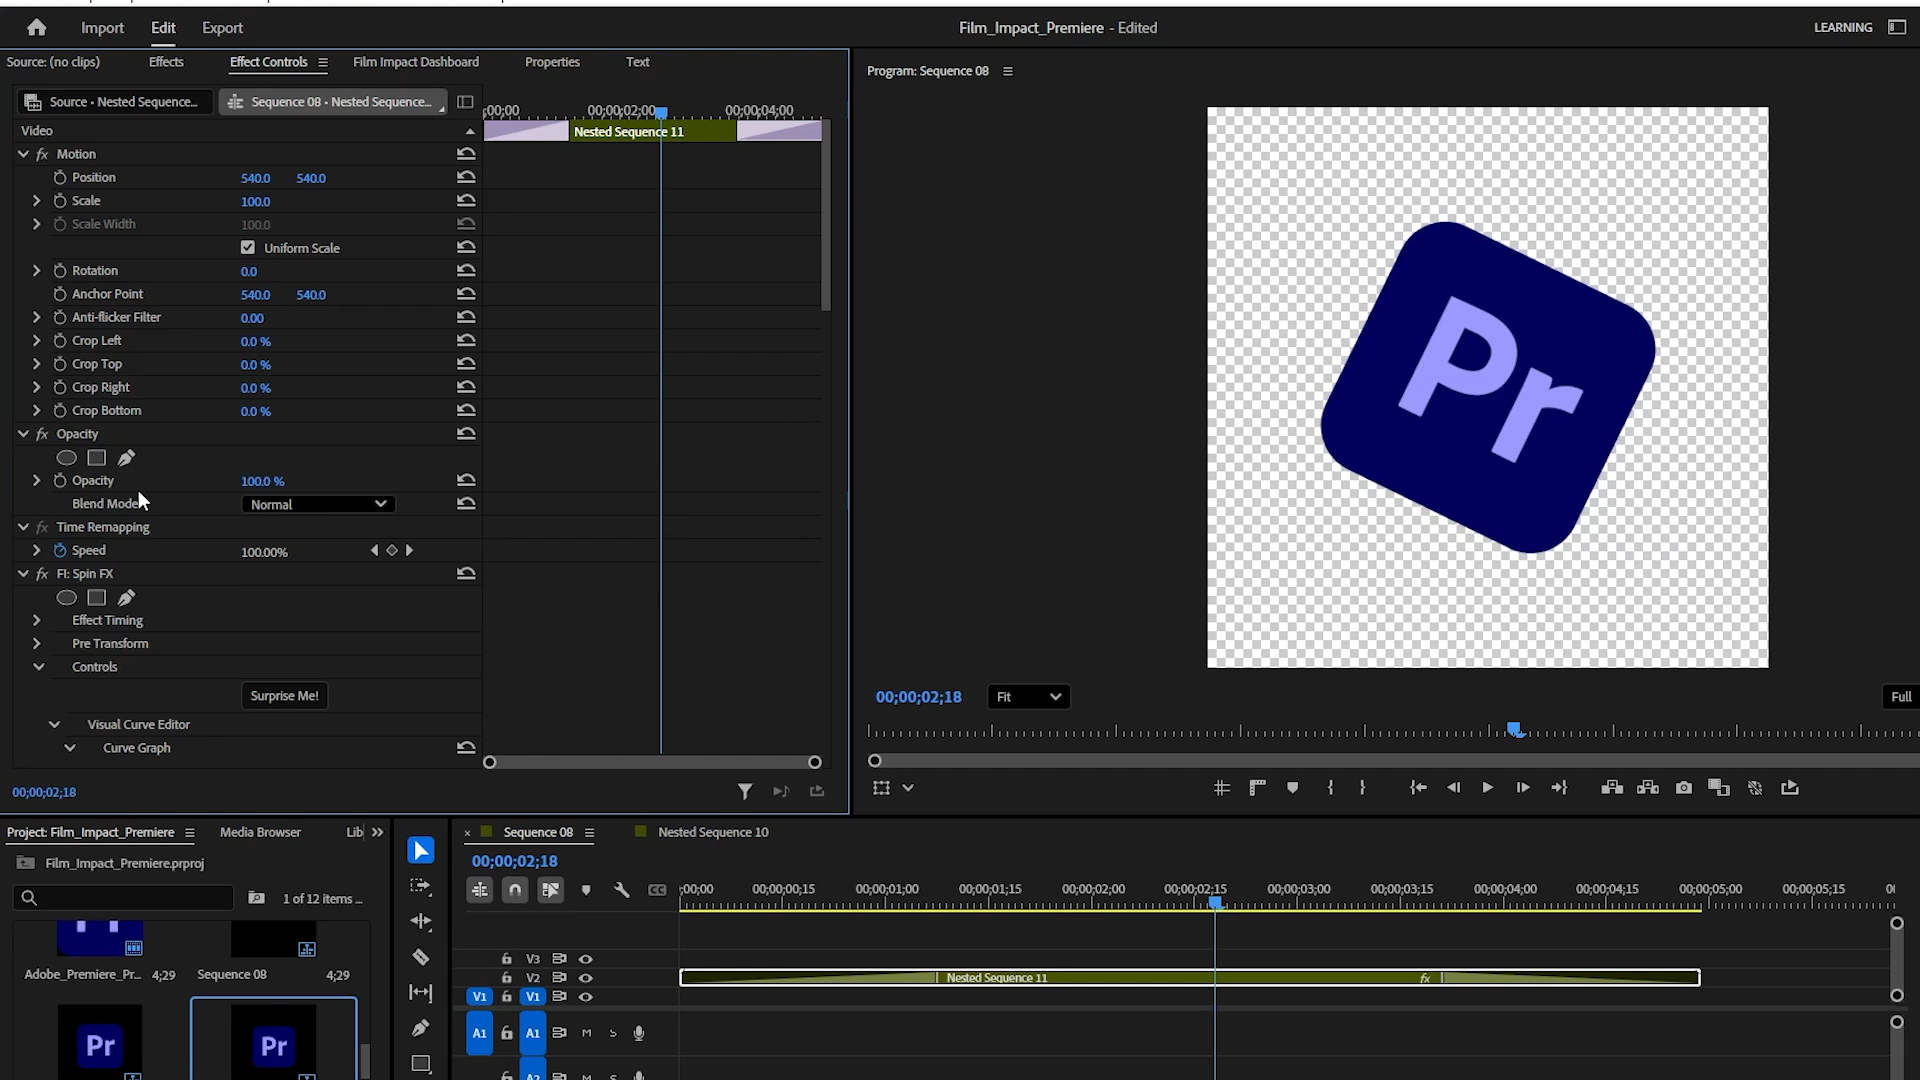 Import Edit Export Film_Impact_Premiere - Edited LEARNING
Source: (no clips) Effects Effect Controls Film Impact Dashboard Properties Text
Program: Sequence 08
Source • Nested Sequence... Sequence 08 • Nested Sequence...
;00;00 00;00;02;00 00;00;04;00
Video
Nested Sequence 11
fx Motion
Position 540.0 540.0
Scale 100.0
Scale Width 100.0
Uniform Scale
Rotation 0.0
Anchor Point 540.0 540.0
Anti-flicker Filter 0.00
Crop Left 0.0 %
Crop Top 0.0 %
Crop Right 0.0 %
Crop Bottom 0.0 %
fx Opacity
Opacity 100.0 %
Blend Mode Normal
fx Time Remapping
Speed 100.00%
fx FI: Spin FX
Effect Timing
Pre Transform
Controls
Surprise Me!
Visual Curve Editor
Curve Graph
00;00;02;18
Pr
00;00;02;18 Fit Full
Project: Film_Impact_Premiere Media Browser Lib
Film_Impact_Premiere.prproj
1 of 12 items ...
Adobe_Premiere_Pr... 4;29 Sequence 08 4;29
Pr Pr
× Sequence 08 Nested Sequence 10
00;00;02;18
CC ;00;00 00;00;00;15 00;00;01;00 00;00;01;15 00;00;02;00 00;00;02;15 00;00;03;00 00;00;03;15 00;00;04;00 00;00;04;15 00;00;05;00 00;00;05;15
V3
V2 Nested Sequence 11 fx
V1 V1
A1 A1 M S
A2 M S